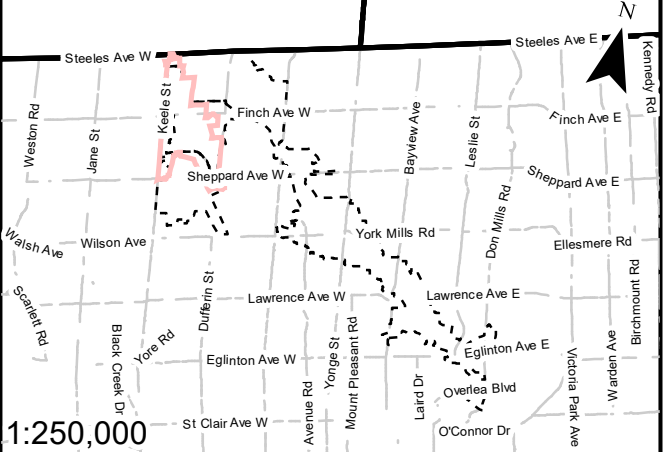 N
Steeles Ave W
Steeles Ave E
Kennedy Rd
Weston Rd
Jane St
Keele St
Finch Ave W
Bayview Ave
Leslie St
Finch Ave E
Sheppard Ave W
Sheppard Ave E
Don Mills Rd
Walsh Ave
Wilson Ave
York Mills Rd
Ellesmere Rd
Scarlett Rd
Dufferin St
Lawrence Ave W
Lawrence Ave E
Birchmount Rd
Black Creek Dr
Yore Rd
Eglinton Ave W
Yonge St
Mount Pleasant Rd
Eglinton Ave E
Victoria Park Ave
Warden Ave
Avenue Rd
Laird Dr
Overlea Blvd
St Clair Ave W
O'Connor Dr
1:250,000